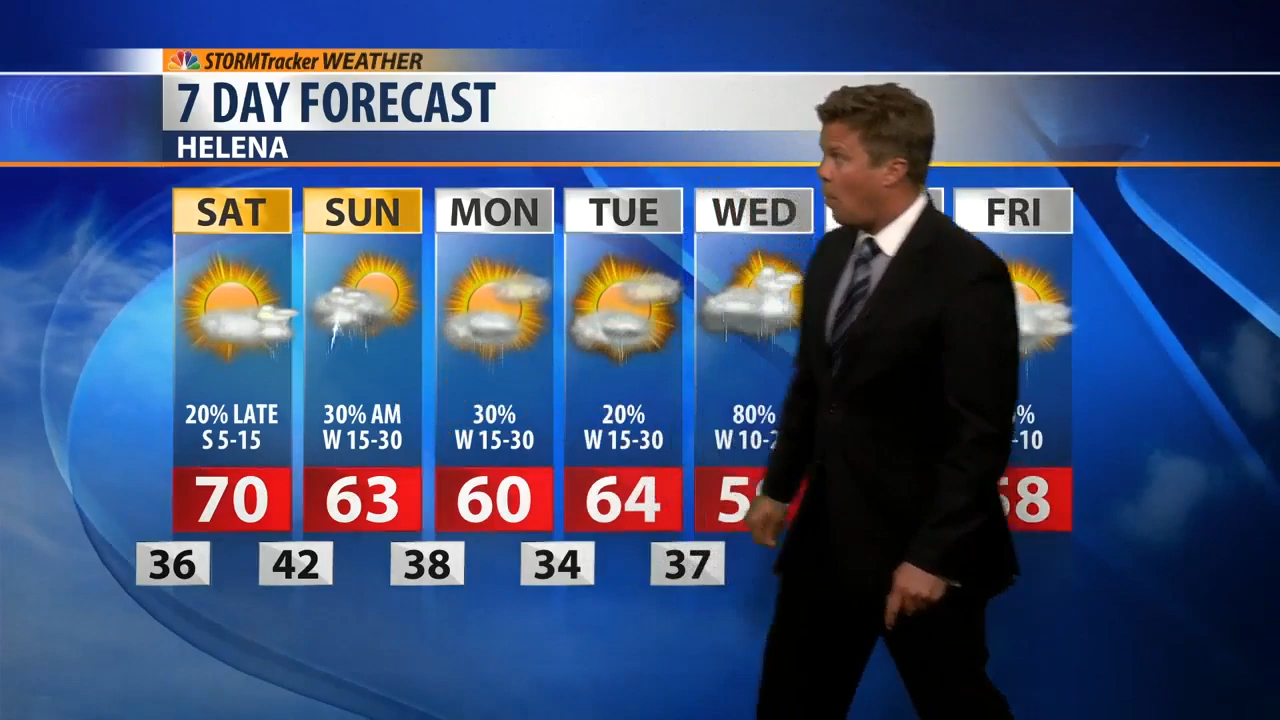 STORMTracker WEATHER
7 DAY FORECAST
HELENA
SAT SUN MON TUE WED FRI
20% LATE 30% AM 30% 20% 80%
S 5-15 W 15-30 W 15-30 W 15-30 W
70 63 60 64
36 42 38 34 37